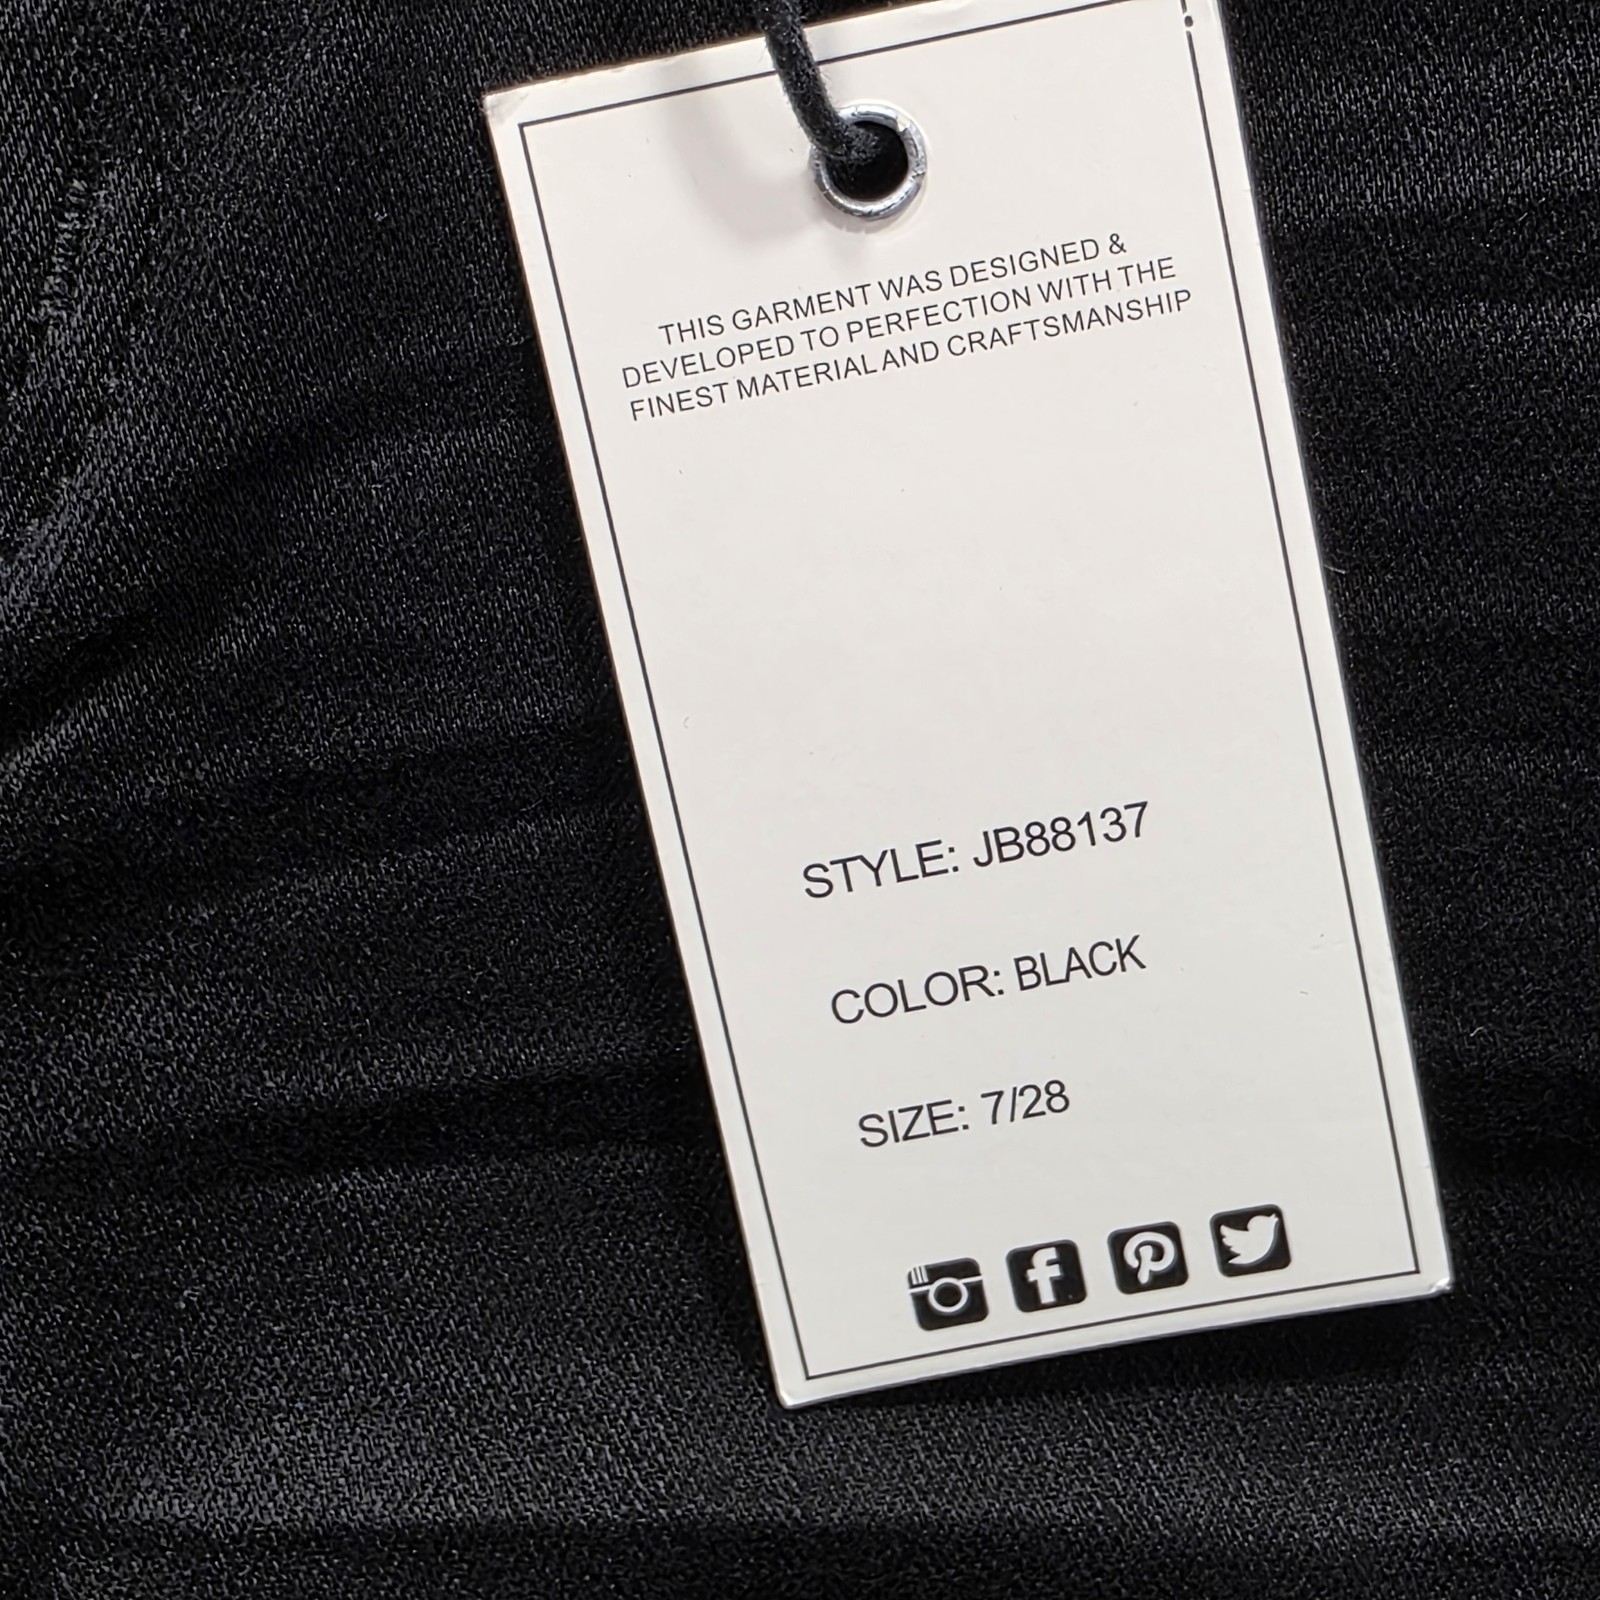 THIS GARMENT WAS DESIGNED &
DEVELOPED TO PERFECTION WITH THE
FINEST MATERIAL AND CRAFTSMANSHIP
STYLE: JB88137
COLOR: BLACK
SIZE: 7/28